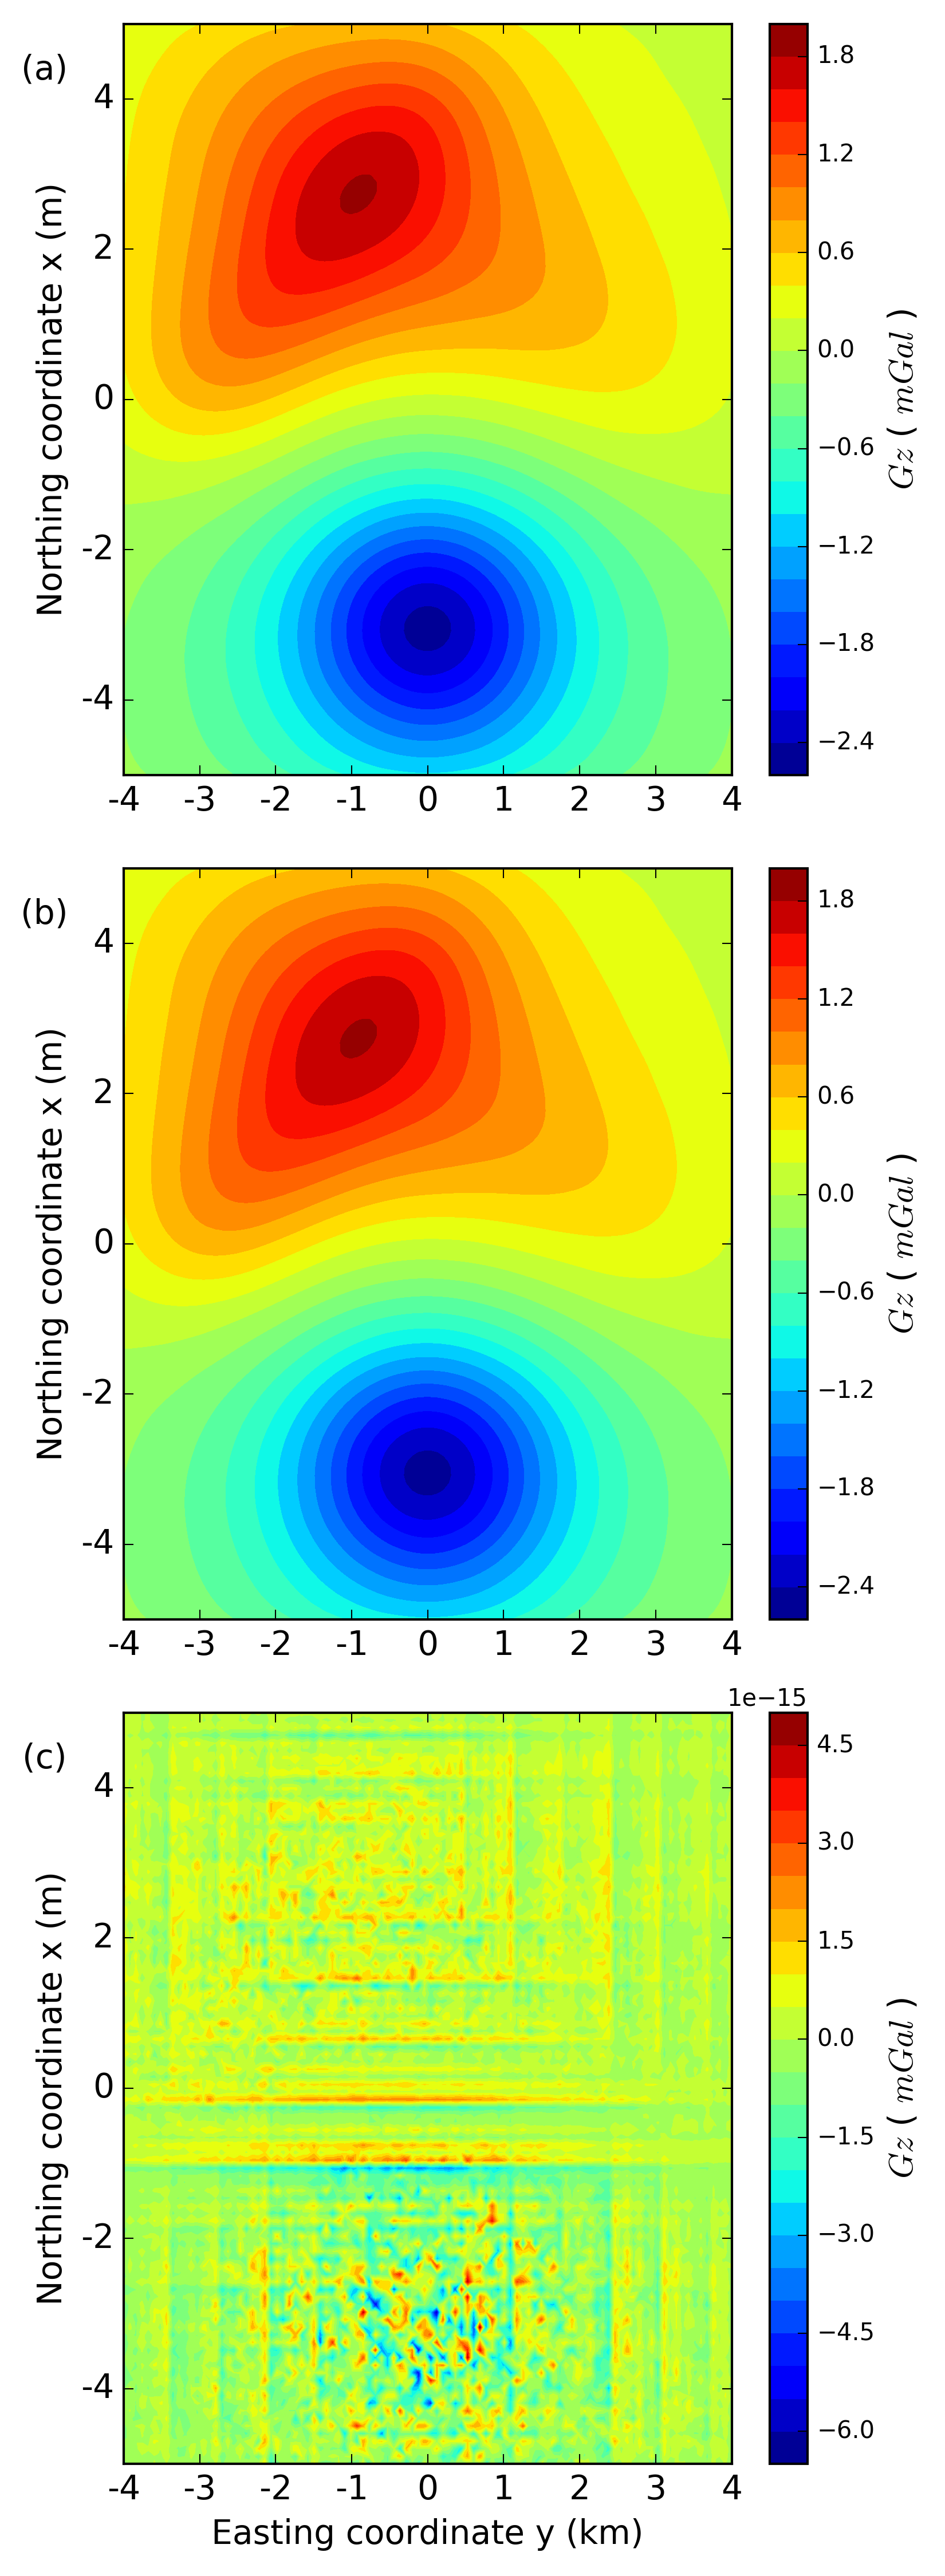 (a)
Northing coordinate x (m)
4
2
0
-2
-4
-4 -3 -2 -1 0 1 2 3 4
1.8
1.2
0.6
0.0
−0.6
−1.2
−1.8
−2.4
Gz ( mGal )
(b)
Northing coordinate x (m)
4
2
0
-2
-4
-4 -3 -2 -1 0 1 2 3 4
1.8
1.2
0.6
0.0
−0.6
−1.2
−1.8
−2.4
Gz ( mGal )
1e−15
(c)
Northing coordinate x (m)
4
2
0
-2
-4
-4 -3 -2 -1 0 1 2 3 4
Easting coordinate y (km)
4.5
3.0
1.5
0.0
−1.5
−3.0
−4.5
−6.0
Gz ( mGal )